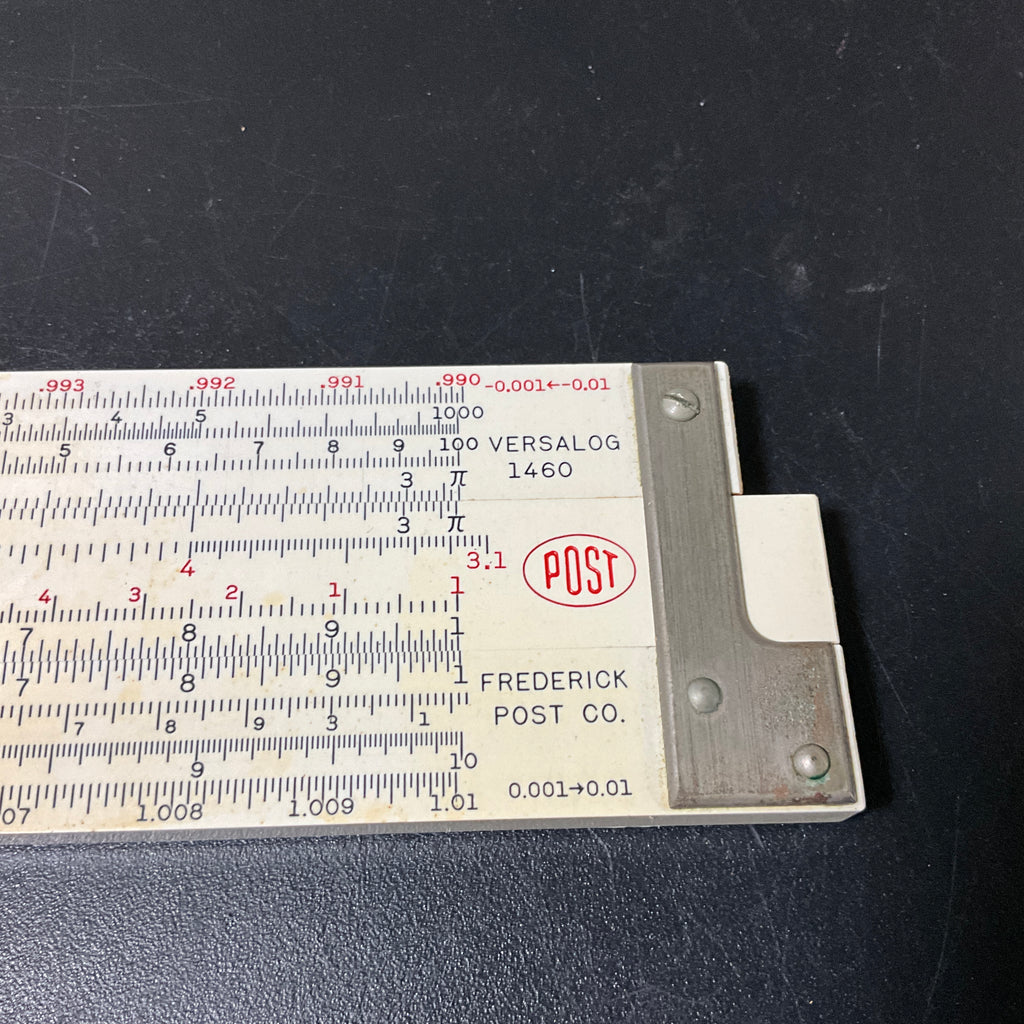 .993 .992 .991 .990 -0.001←-0.01
3 4 5 1000
5 6 7 8 9 100 VERSALOG
3 π 1460
3 π
4 3.1 POST
4 3 2 1 1
7 8 9 1
7 8 9 1 FREDERICK
7 8 9 3 1 POST CO.
9 10
07 1.008 1.009 1.01 0.001→0.01